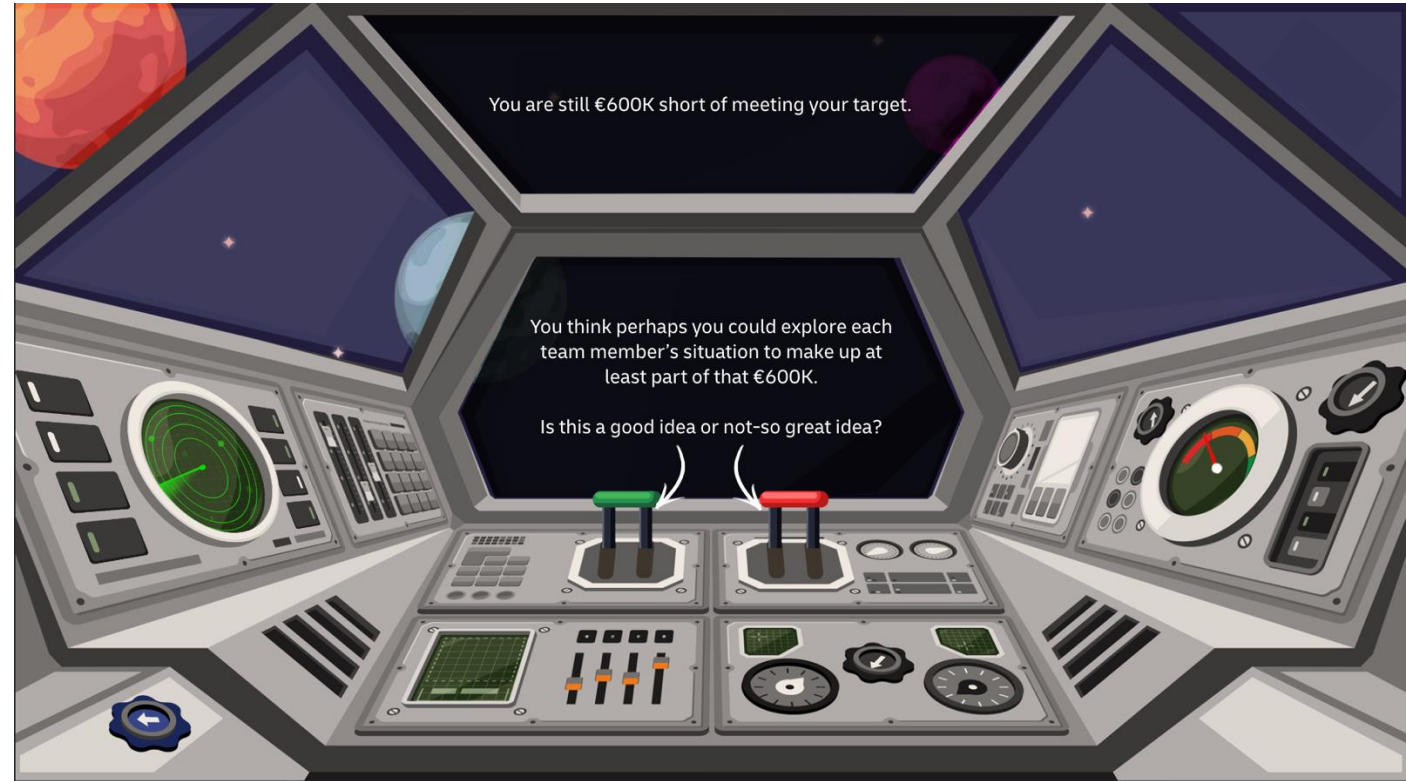 You are still €600K short of meeting your target.
You think perhaps you could explore each
team member’s situation to make up at
least part of that €600K.
Is this a good idea or not-so great idea?